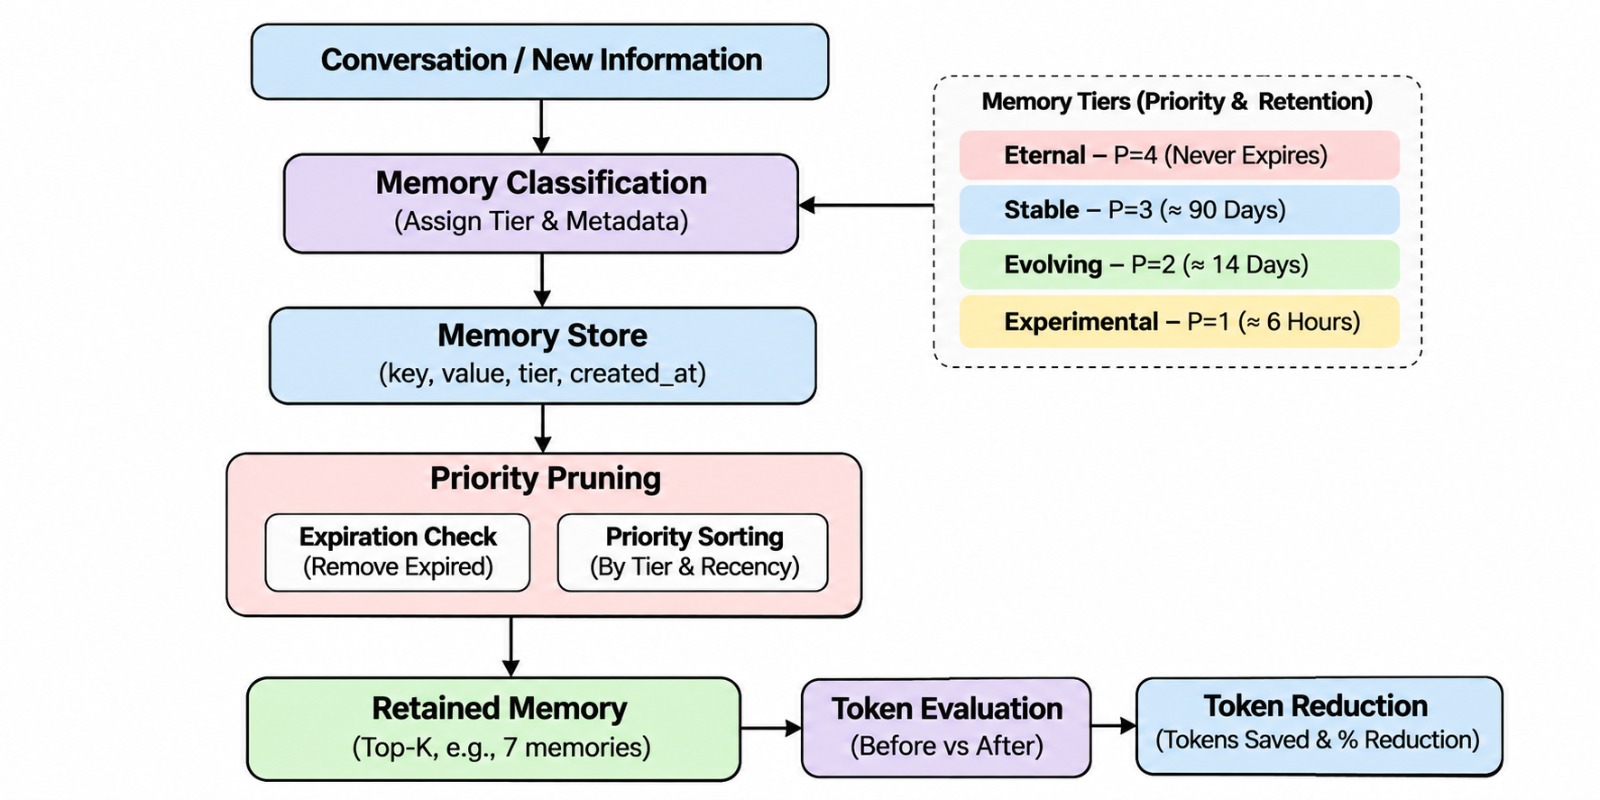 Conversation / New Information
Memory Classification
(Assign Tier & Metadata)
Memory Tiers (Priority & Retention)
Eternal – P=4 (Never Expires)
Stable – P=3 (≈ 90 Days)
Evolving – P=2 (≈ 14 Days)
Experimental – P=1 (≈ 6 Hours)
Memory Store
(key, value, tier, created_at)
Priority Pruning
Expiration Check
(Remove Expired)
Priority Sorting
(By Tier & Recency)
Retained Memory
(Top-K, e.g., 7 memories)
Token Evaluation
(Before vs After)
Token Reduction
(Tokens Saved & % Reduction)